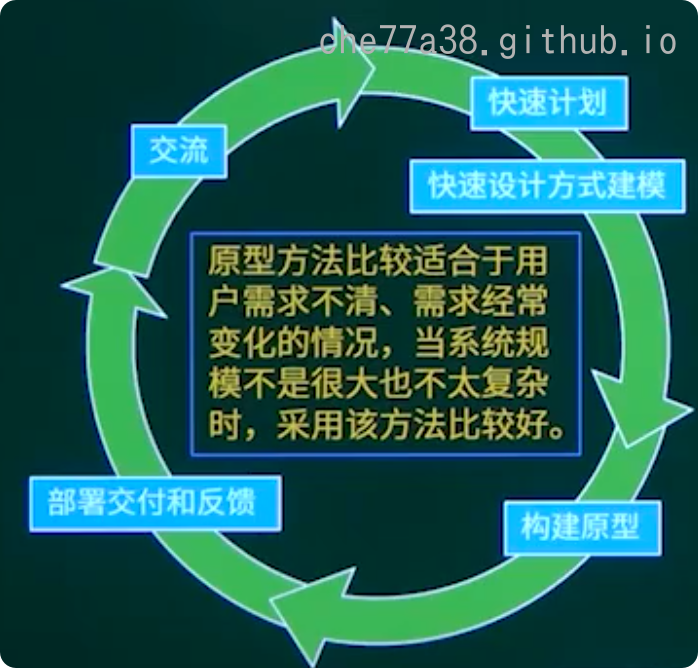 che77a38.github.io
快速计划
交流
快速设计方式建模
原型方法比较适合于用
户需求不清、需求经常
变化的情况，当系统规
模不是很大也不太复杂
时，采用该方法比较好。
部署交付和反馈
构建原型